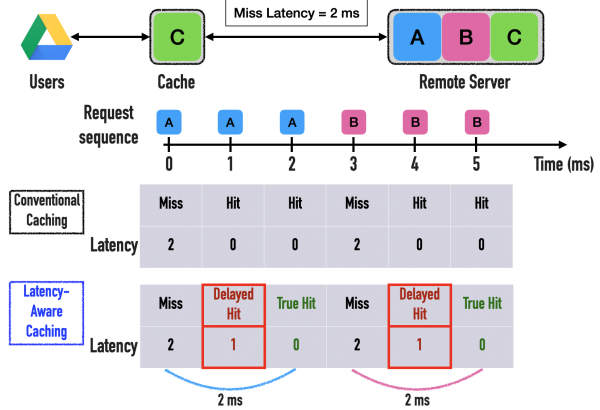 Miss Latency = 2 ms
C
A B C
Users
Cache
Remote Server
Request
sequence
A A A B B B
0 1 2 3 4 5 Time (ms)
Conventional
Caching
Miss Hit Hit Miss Hit Hit
Latency 2 0 0 2 0 0
Latency-
Aware
Caching
Miss Delayed Hit True Hit Miss Delayed Hit True Hit
Latency 2 1 0 2 1 0
2 ms 2 ms